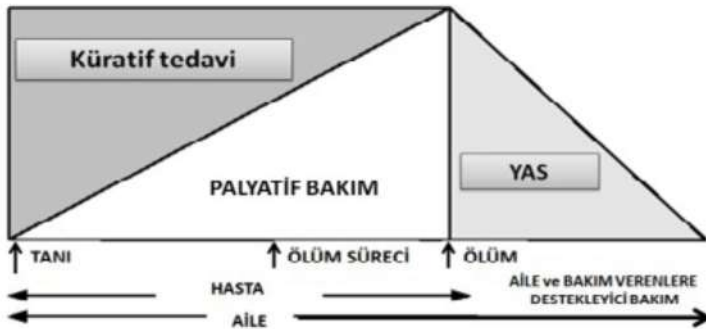 Küratif tedavi
PALYATİF BAKIM
YAS
TANI
ÖLÜM SÜRECİ
ÖLÜM
HASTA
AİLE ve BAKIM VERENLERE
DESTEKLEYİCİ BAKIM
AİLE